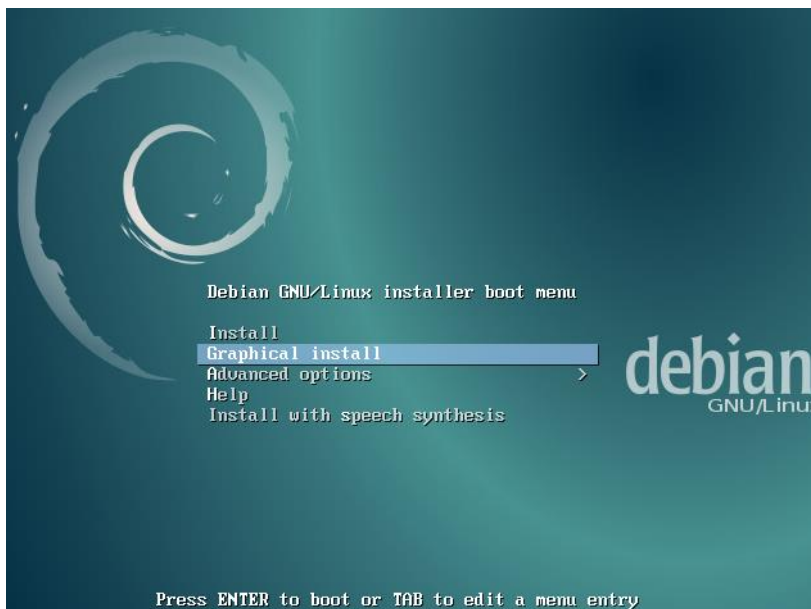 Debian GNU/Linux installer boot menu
Install
Graphical install
Advanced options >
Help
Install with speech synthesis
debian
GNU/Linux
Press ENTER to boot or TAB to edit a menu entry